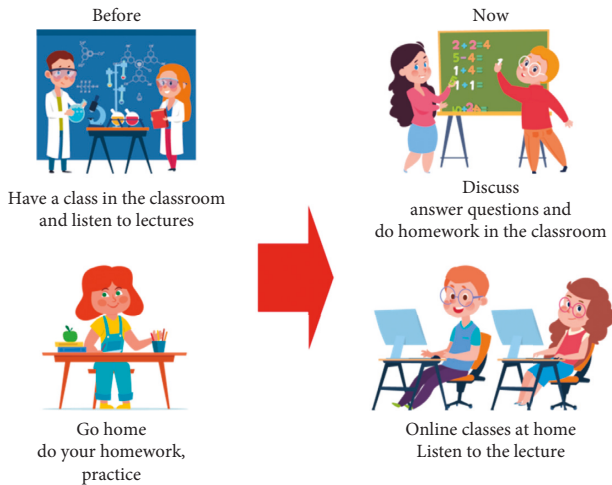 Before
Now
2+2=4
5-4=
1+4=
1+1=
Have a class in the classroom
and listen to lectures
Discuss
answer questions and
do homework in the classroom
Go home
do your homework,
practice
Online classes at home
Listen to the lecture